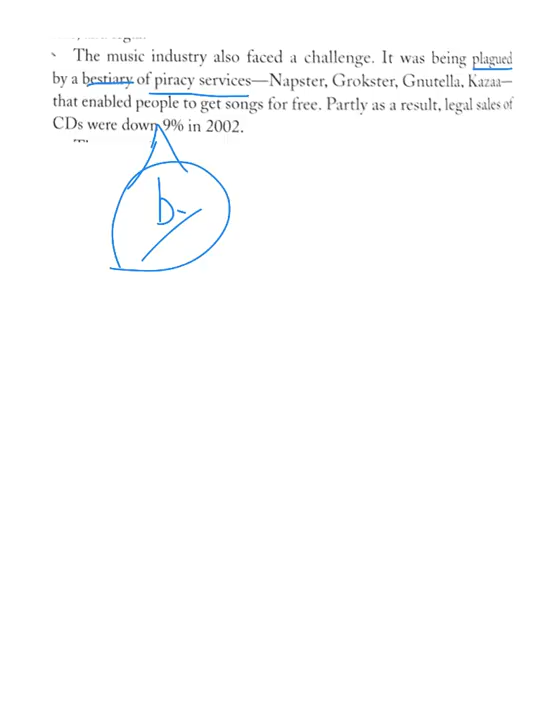 The music industry also faced a challenge. It was being plagued
by a bestiary of piracy services—Napster, Grokster, Gnutella, Kazaa—
that enabled people to get songs for free. Partly as a result, legal sales of
CDs were down 9% in 2002.
b-